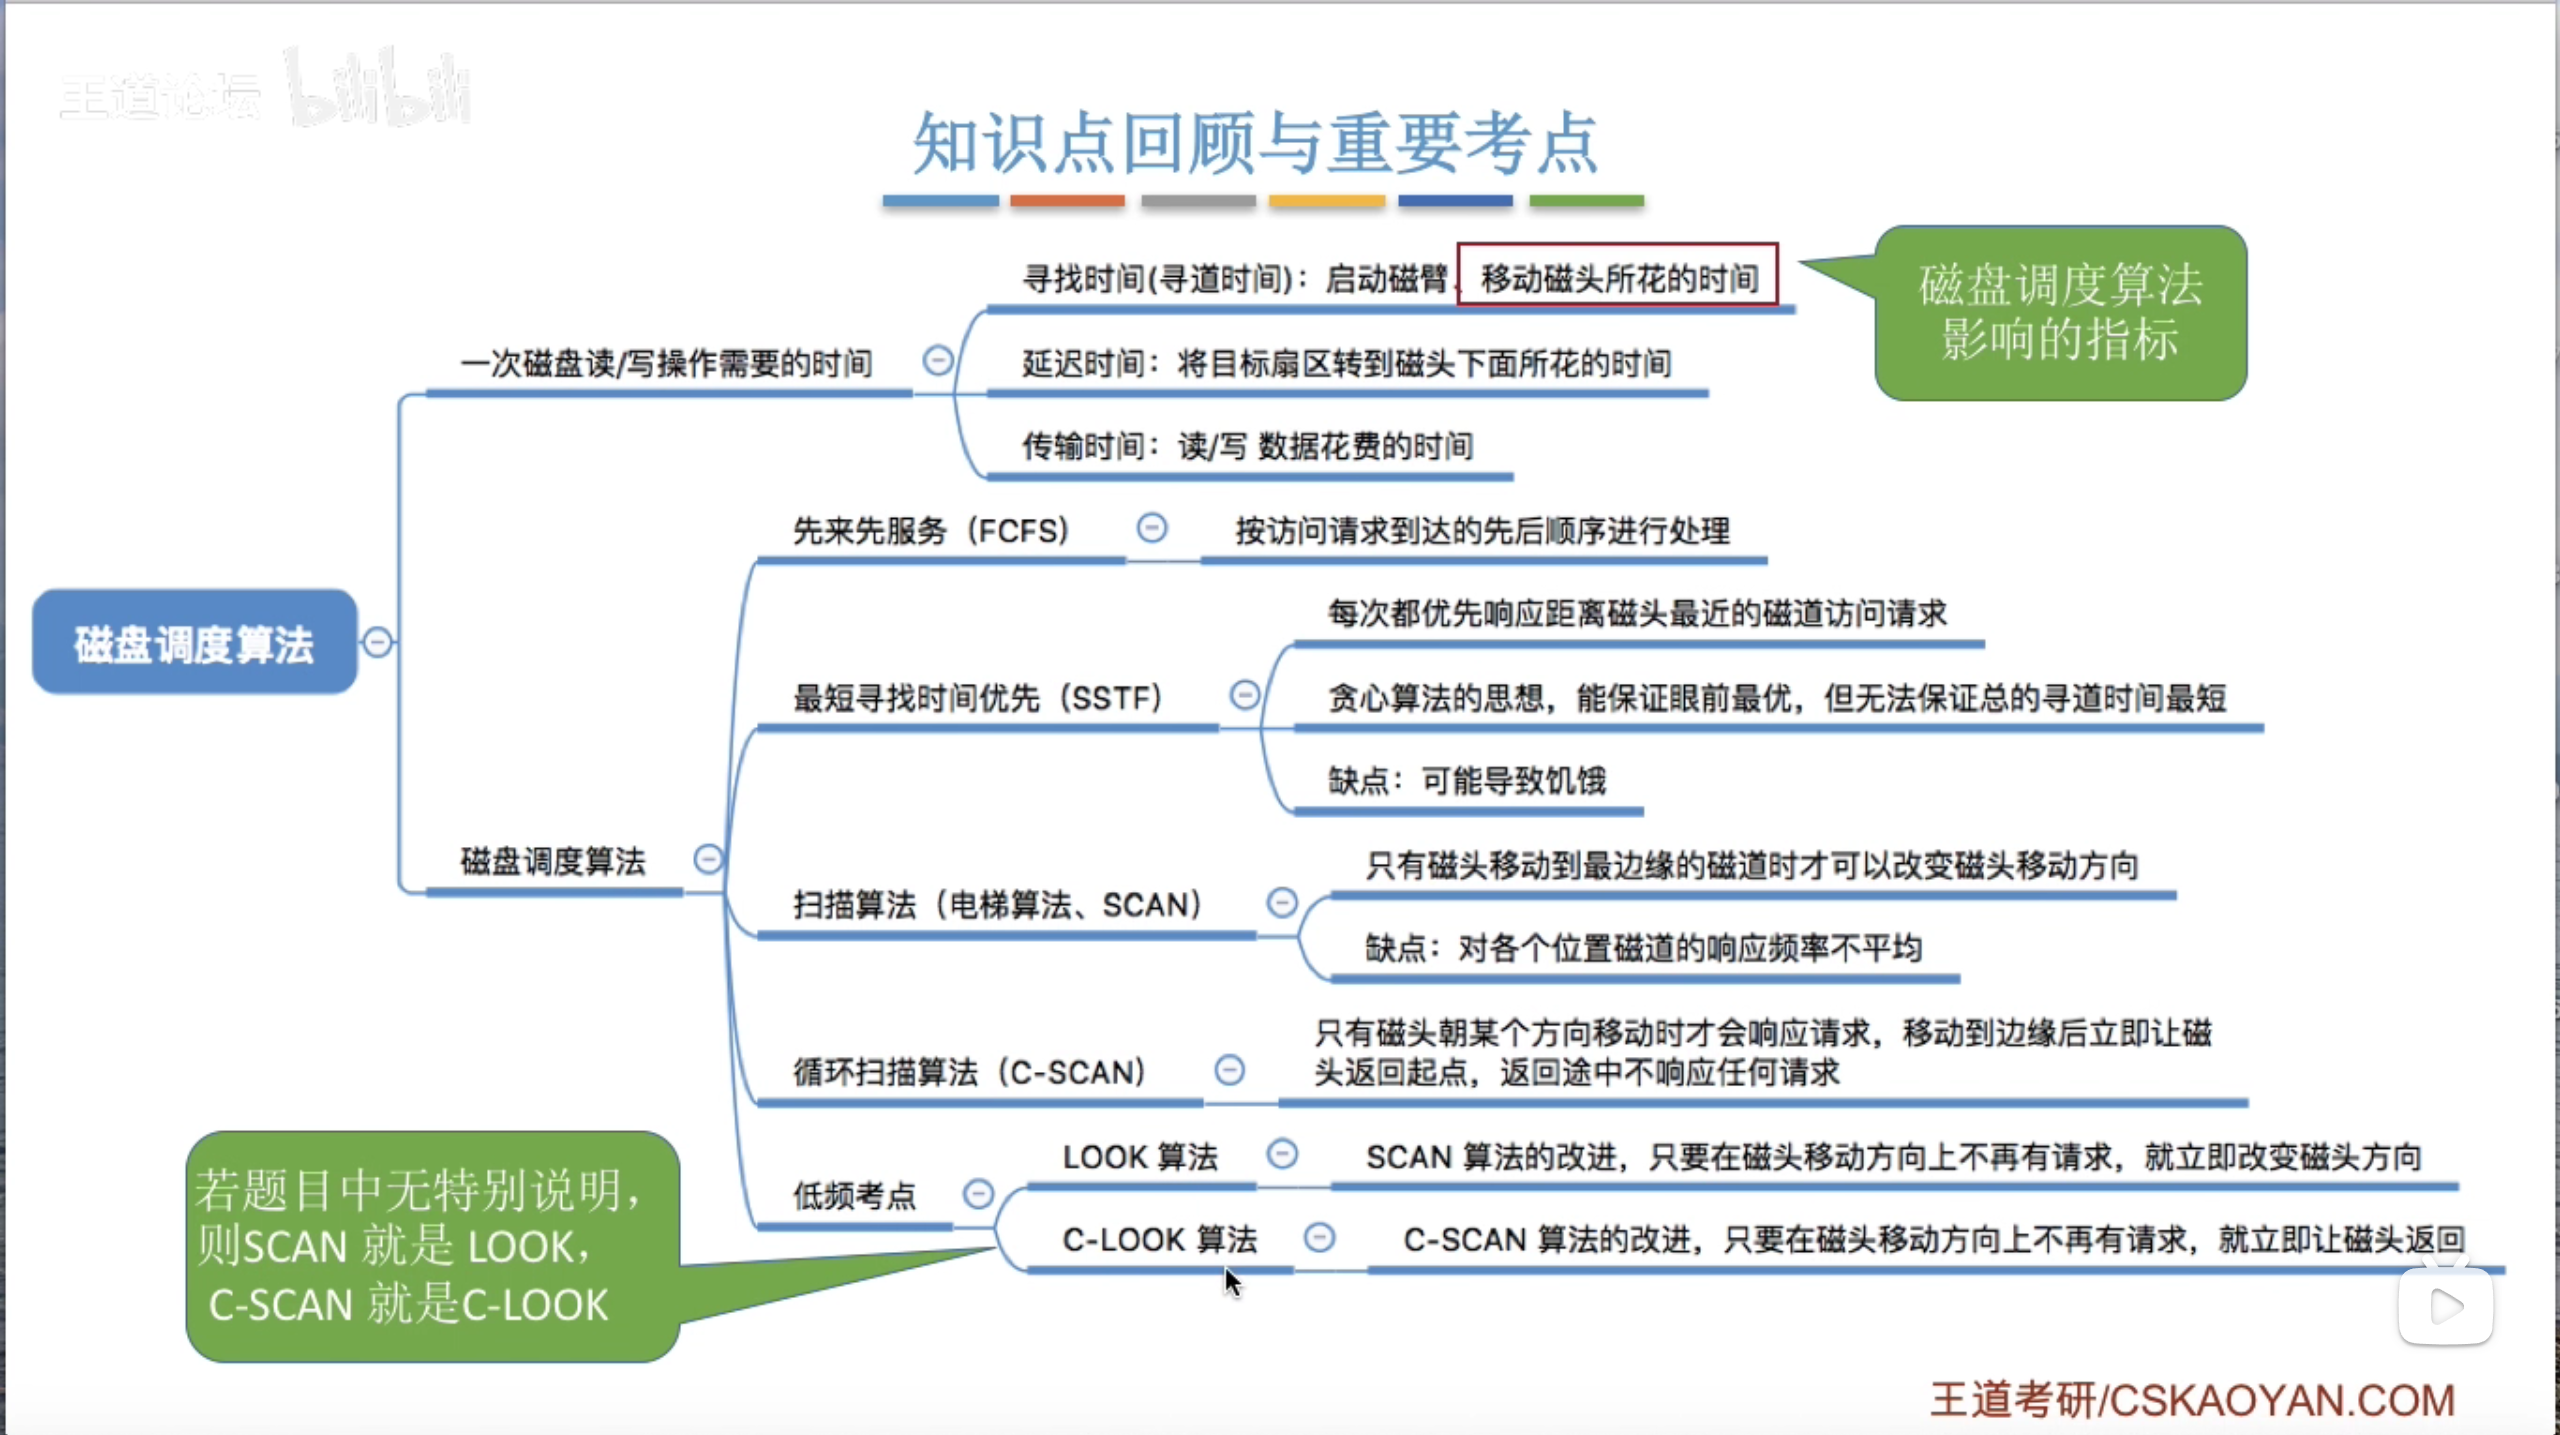 王道论坛 bilibili
知识点回顾与重要考点
寻找时间(寻道时间)：启动磁臂、移动磁头所花的时间
磁盘调度算法
影响的指标
一次磁盘读/写操作需要的时间
延迟时间：将目标扇区转到磁头下面所花的时间
传输时间：读/写 数据花费的时间
先来先服务（FCFS）
按访问请求到达的先后顺序进行处理
磁盘调度算法
每次都优先响应距离磁头最近的磁道访问请求
最短寻找时间优先（SSTF）
贪心算法的思想，能保证眼前最优，但无法保证总的寻道时间最短
缺点：可能导致饥饿
磁盘调度算法
只有磁头移动到最边缘的磁道时才可以改变磁头移动方向
扫描算法（电梯算法、SCAN）
缺点：对各个位置磁道的响应频率不平均
循环扫描算法（C-SCAN）
只有磁头朝某个方向移动时才会响应请求，移动到边缘后立即让磁
头返回起点，返回途中不响应任何请求
低频考点
LOOK 算法
SCAN 算法的改进，只要在磁头移动方向上不再有请求，就立即改变磁头方向
C-LOOK 算法
C-SCAN 算法的改进，只要在磁头移动方向上不再有请求，就立即让磁头返回
若题目中无特别说明，
则SCAN 就是 LOOK，
C-SCAN 就是C-LOOK
王道考研/CSKAOYAN.COM